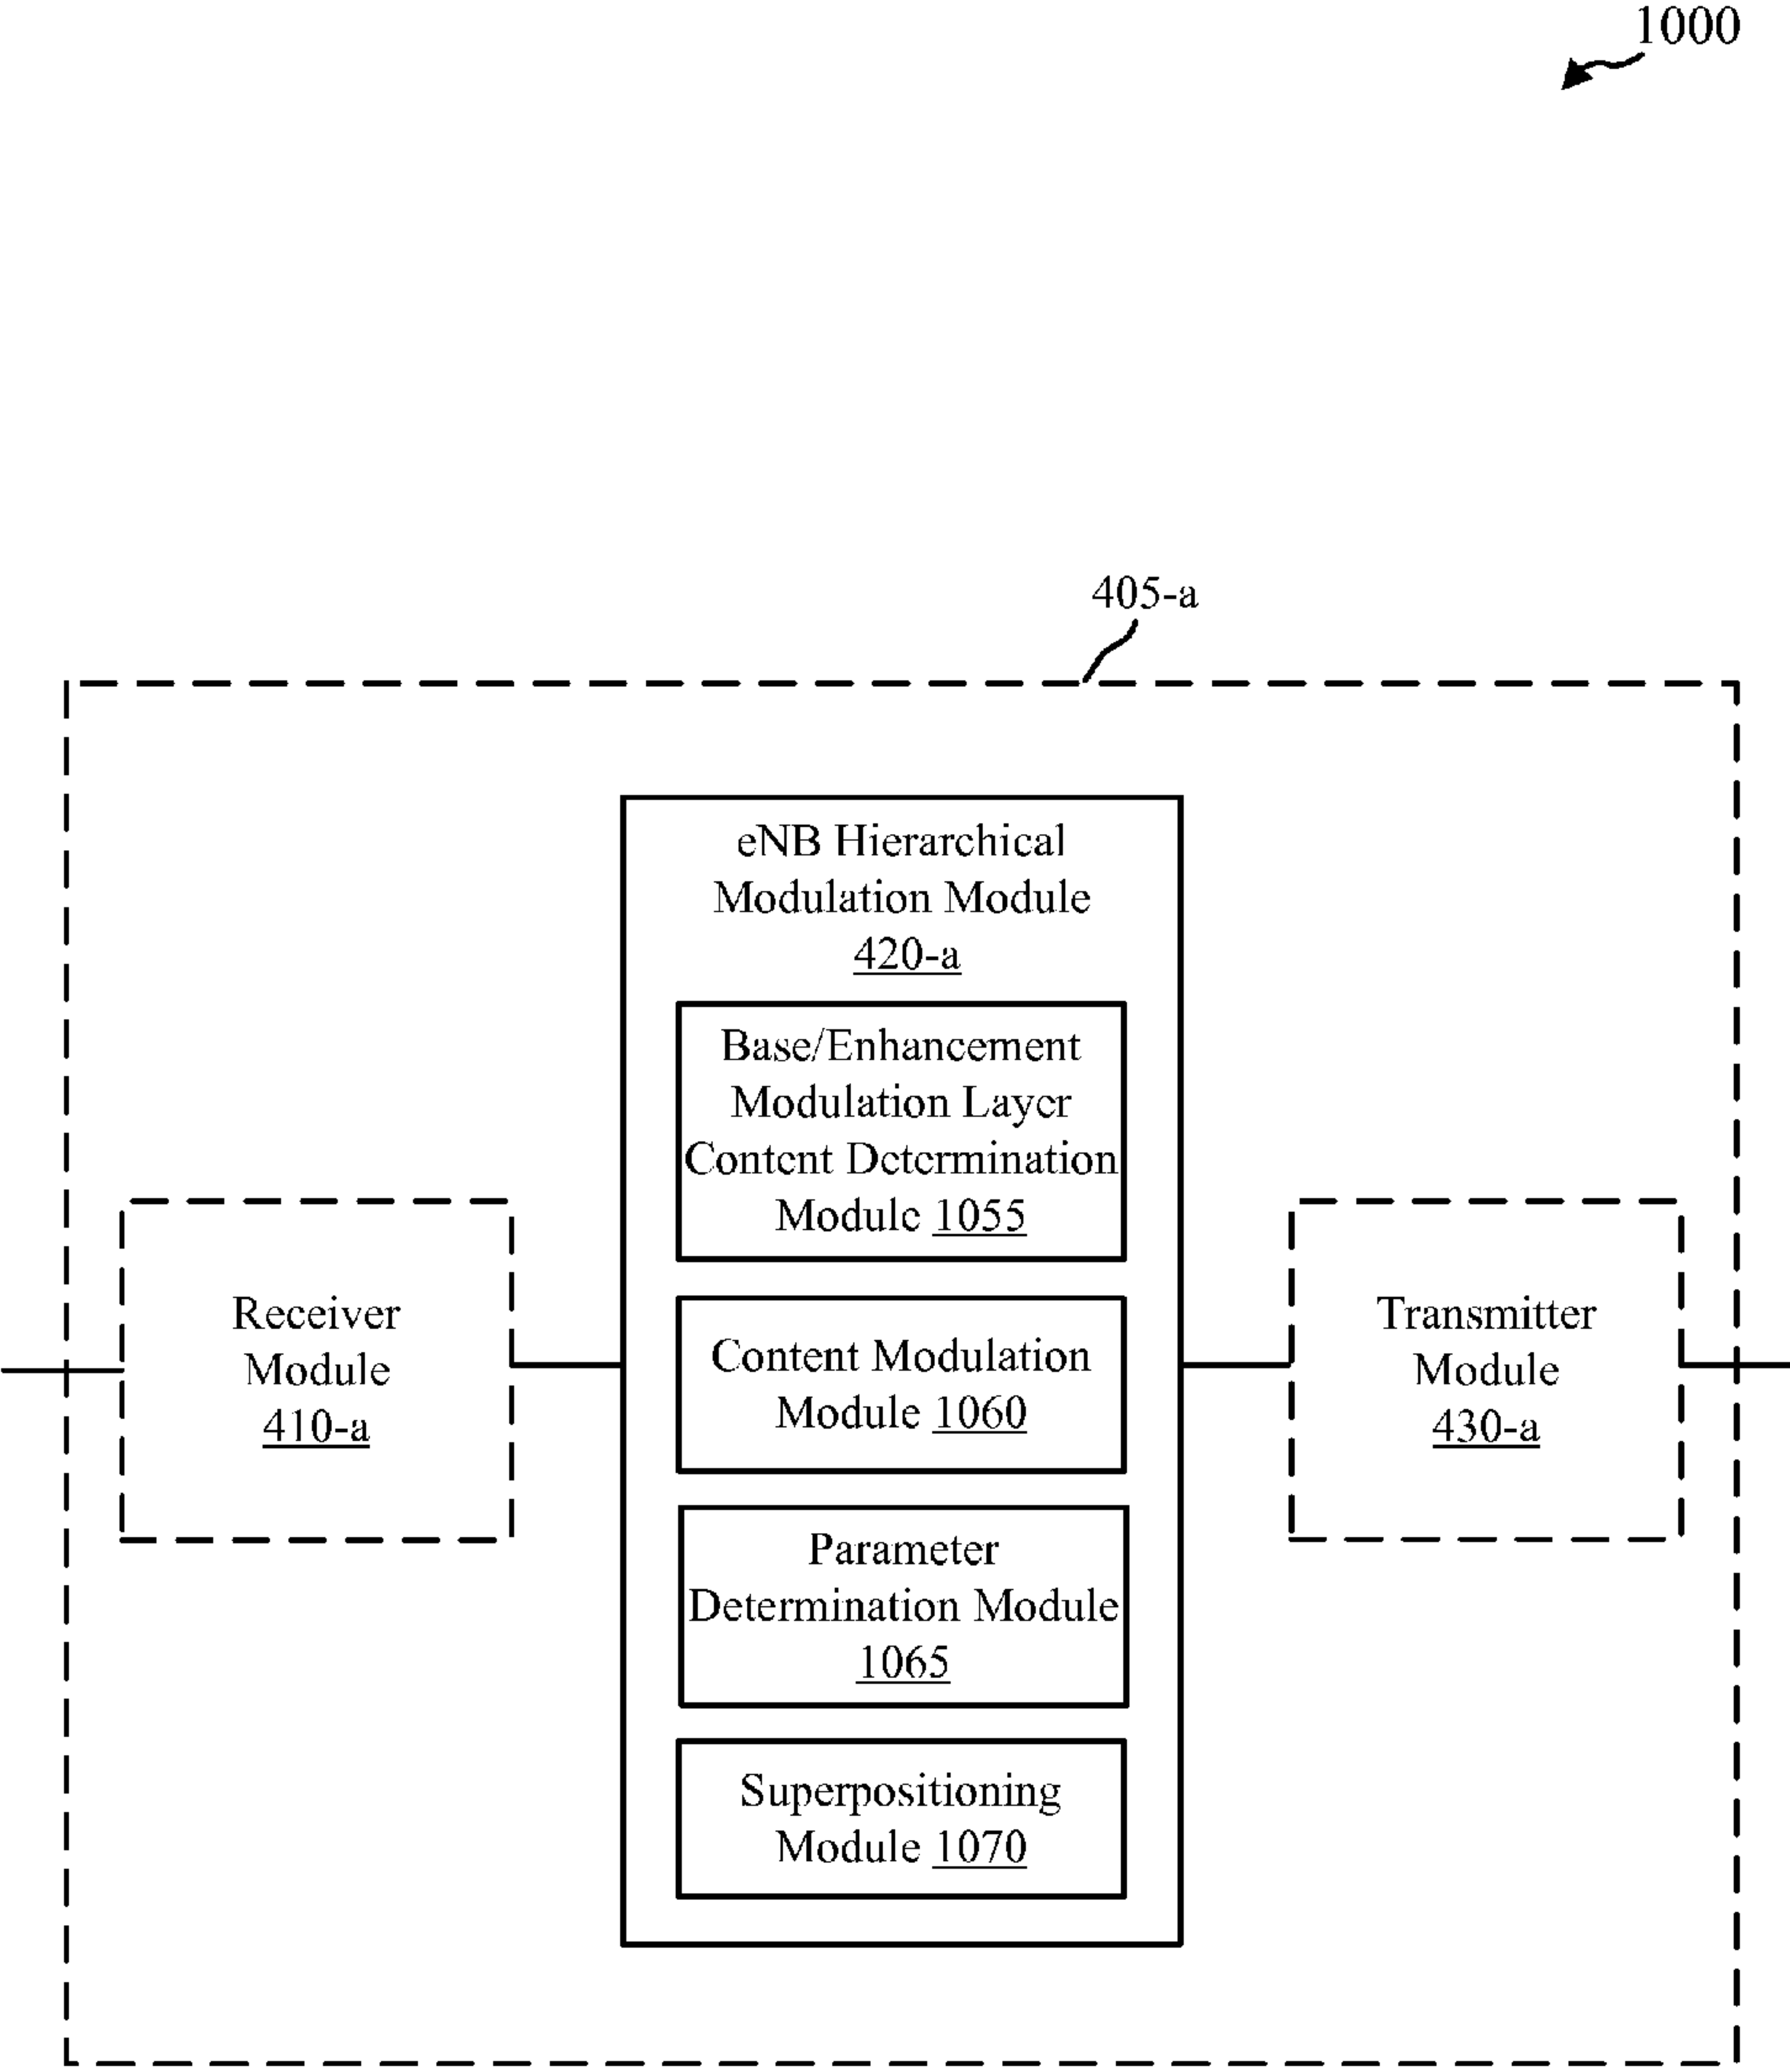 1000
405-a
eNB Hierarchical
Modulation Module
420-a
Base/Enhancement
Modulation Layer
Content Determination
Module 1055
Receiver
Module
410-a
Content Modulation
Module 1060
Transmitter
Module
430-a
Parameter
Determination Module
1065
Superpositioning
Module 1070